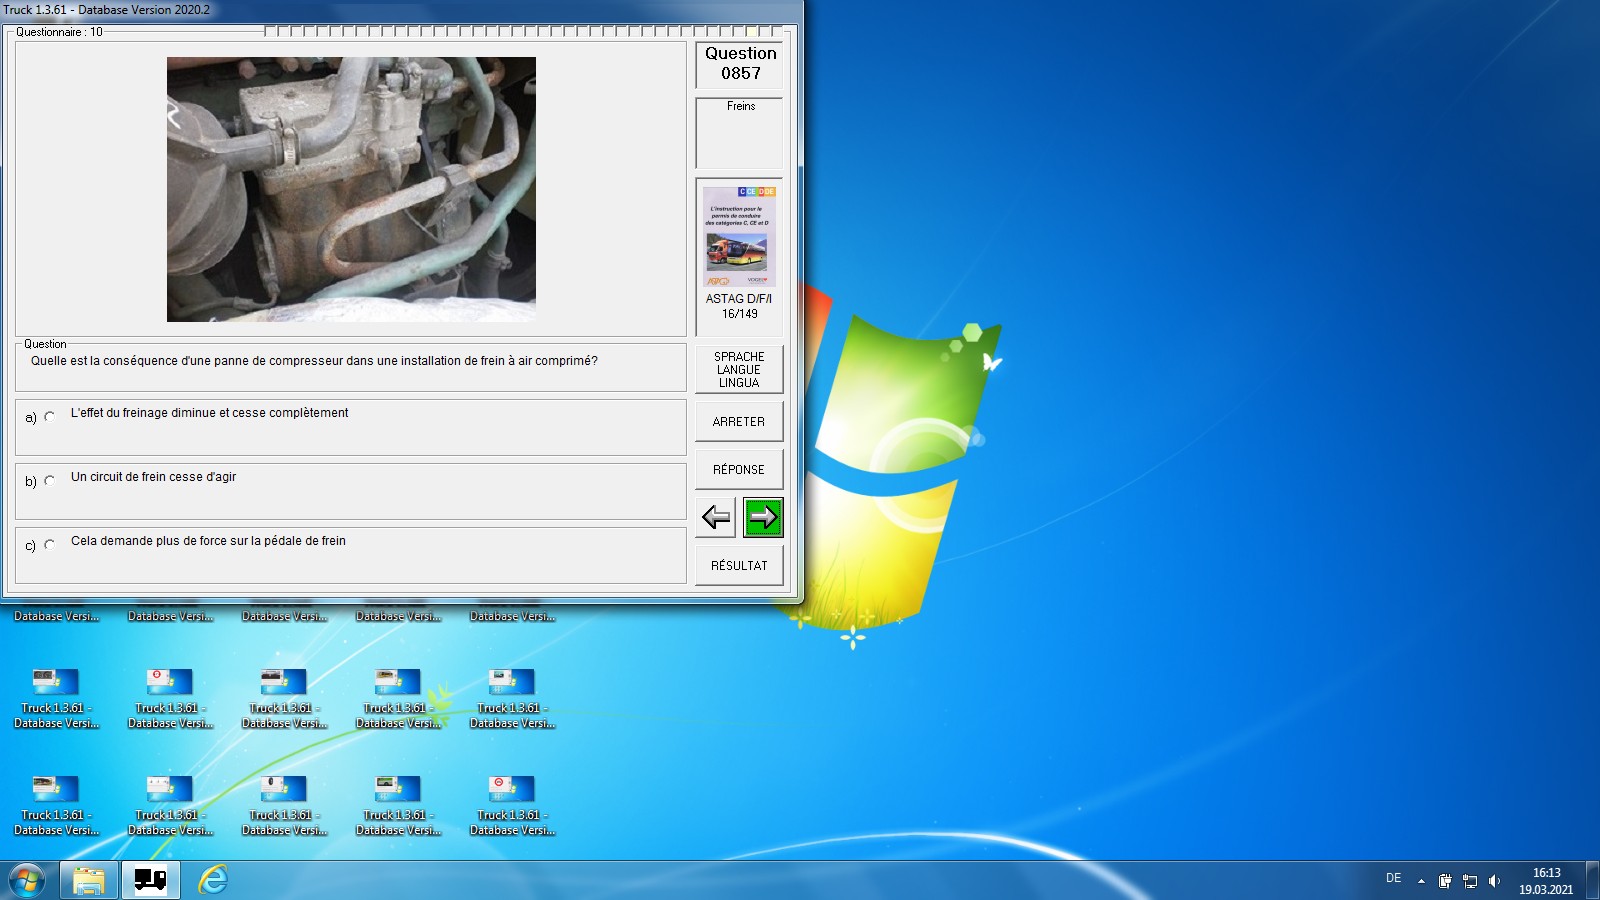 Truck 1.3.61 - Database Version 2020.2
Questionnaire : 10
Question
0857
Freins
C CE D DE
L'instruction pour le
permis de conduire
des catégories C, CE et D
ASTAG D/F/I
16/149
Question
Quelle est la conséquence d'une panne de compresseur dans une installation de frein à air comprimé?
SPRACHE
LANGUE
LINGUA
a) L'effet du freinage diminue et cesse complètement
ARRETER
b) Un circuit de frein cesse d'agir
RÉPONSE
c) Cela demande plus de force sur la pédale de frein
RÉSULTAT
Database Versi... Database Versi... Database Versi... Database Versi... Database Versi...
Truck 1.3.61 - Truck 1.3.61 - Truck 1.3.61 - Truck 1.3.61 - Truck 1.3.61 -
Database Versi... Database Versi... Database Versi... Database Versi... Database Versi...
Truck 1.3.61 - Truck 1.3.61 - Truck 1.3.61 - Truck 1.3.61 - Truck 1.3.61 -
Database Versi... Database Versi... Database Versi... Database Versi... Database Versi...
DE
16:13
19.03.2021